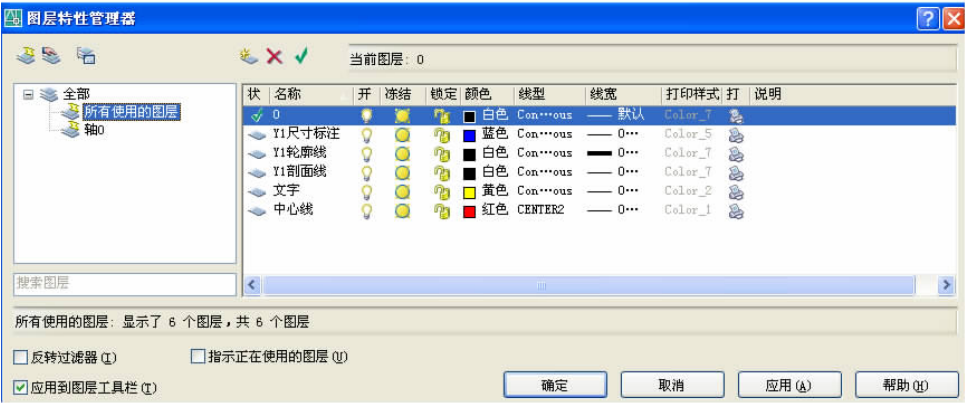 图层特性管理器
当前图层: 0
全部
所有使用的图层
轴0
搜索图层
状 名称 开 冻结 锁定 颜色 线型 线宽 打印样式 打 说明
0 白色 Con…ous 默认 Color_7
Y1尺寸标注 蓝色 Con…ous 0… Color_5
Y1轮廓线 白色 Con…ous 0… Color_7
Y1剖面线 白色 Con…ous 0… Color_7
文字 黄色 Con…ous 0… Color_2
中心线 红色 CENTER2 0… Color_1
所有使用的图层: 显示了 6 个图层,共 6 个图层
反转过滤器(I) 指示正在使用的图层(U)
应用到图层工具栏(T) 确定 取消 应用(A) 帮助(H)